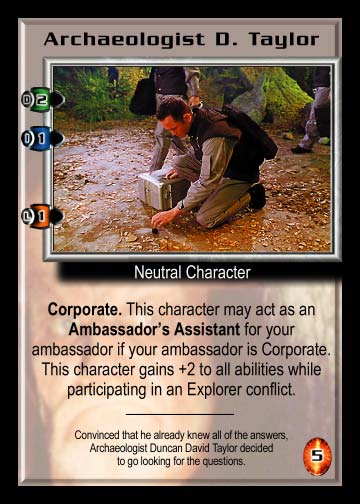 Archaeologist D. Taylor
D 2
I 1
L 1
Neutral Character
Corporate. This character may act as an
Ambassador's Assistant for your
ambassador if your ambassador is Corporate.
This character gains +2 to all abilities while
participating in an Explorer conflict.
Convinced that he already knew all of the answers,
Archaeologist Duncan David Taylor decided
to go looking for the questions.
5